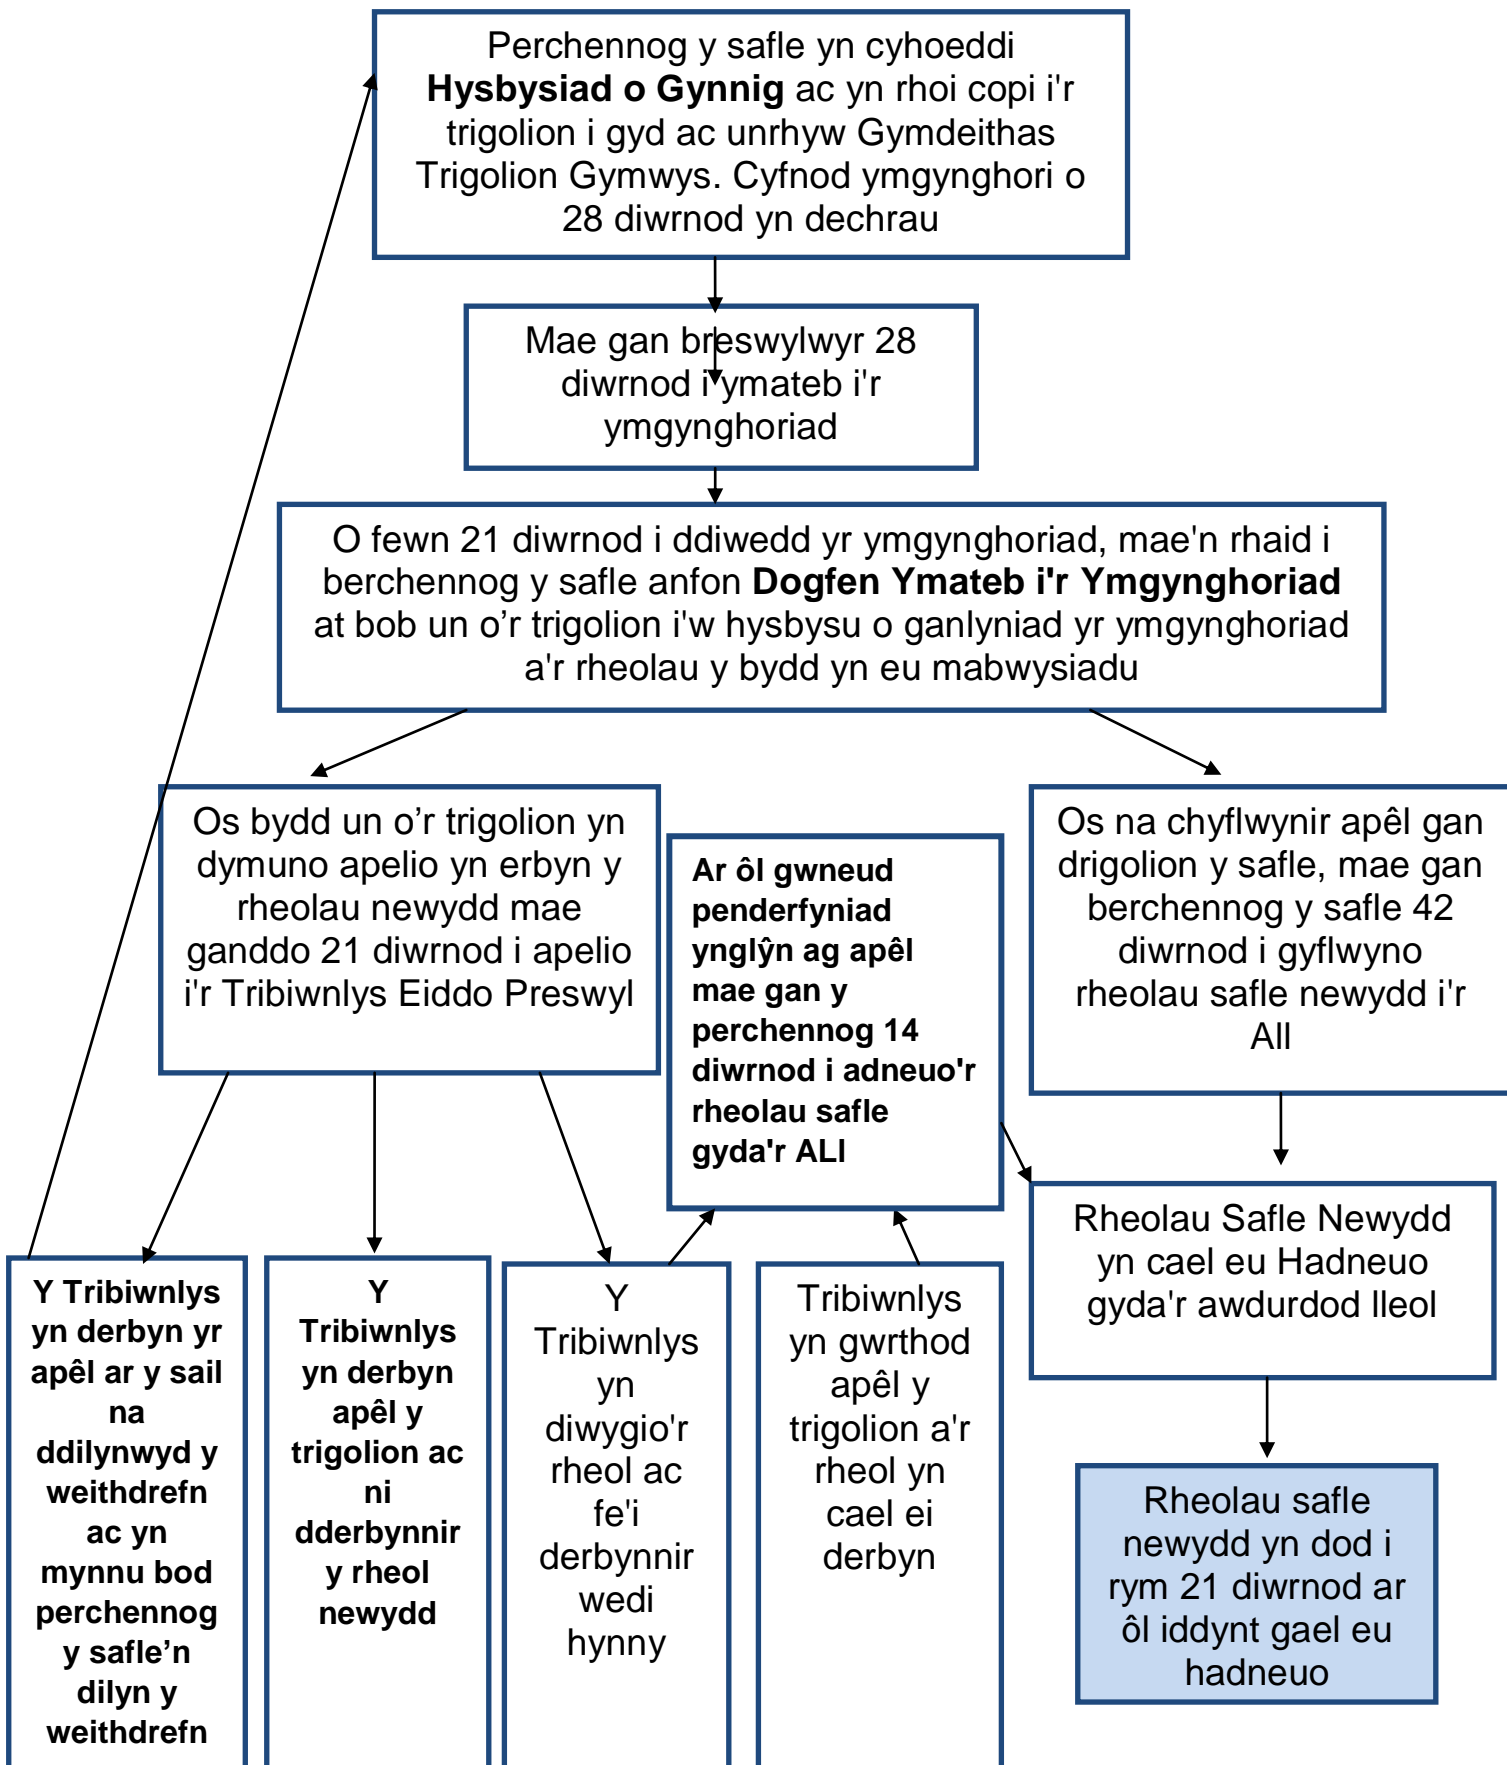 Perchennog y safle yn cyhoeddi
Hysbysiad o Gynnig ac yn rhoi copi i'r
trigolion i gyd ac unrhyw Gymdeithas
Trigolion Gymwys. Cyfnod ymgynghori o
28 diwrnod yn dechrau
Mae gan breswylwyr 28
diwrnod i ymateb i'r
ymgynghoriad
O fewn 21 diwrnod i ddiwedd yr ymgynghoriad, mae'n rhaid i
berchennog y safle anfon Dogfen Ymateb i'r Ymgynghoriad
at bob un o’r trigolion i'w hysbysu o ganlyniad yr ymgynghoriad
a'r rheolau y bydd yn eu mabwysiadu
Os bydd un o’r trigolion yn
dymuno apelio yn erbyn y
rheolau newydd mae
ganddo 21 diwrnod i apelio
i'r Tribiwnlys Eiddo Preswyl
Ar ôl gwneud
penderfyniad
ynglŷn ag apêl
mae gan y
perchennog 14
diwrnod i adneuo'r
rheolau safle
gyda'r ALl
Os na chyflwynir apêl gan
drigolion y safle, mae gan
berchennog y safle 42
diwrnod i gyflwyno
rheolau safle newydd i'r
All
Y Tribiwnlys
yn derbyn yr
apêl ar y sail
na
ddilynwyd y
weithdrefn
ac yn
mynnu bod
perchennog
y safle’n
dilyn y
weithdrefn
Y
Tribiwnlys
yn derbyn
apêl y
trigolion ac
ni
dderbynnir
y rheol
newydd
Y
Tribiwnlys
yn
diwygio'r
rheol ac
fe'i
derbynnir
wedi
hynny
Tribiwnlys
yn gwrthod
apêl y
trigolion a'r
rheol yn
cael ei
derbyn
Rheolau Safle Newydd
yn cael eu Hadneuo
gyda'r awdurdod lleol
Rheolau safle
newydd yn dod i
rym 21 diwrnod ar
ôl iddynt gael eu
hadneuo